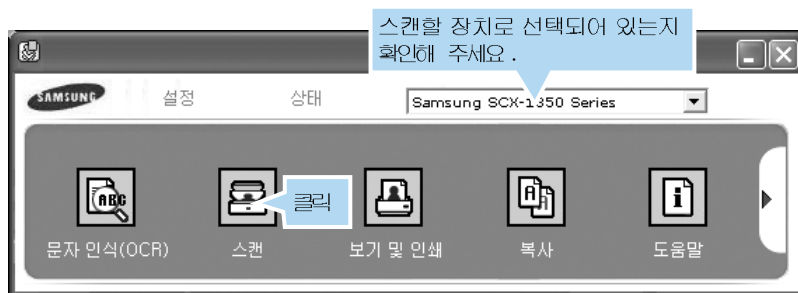 스캔할 장치로 선택되어 있는지
확인해 주세요.
SAMSUNG 설정 상태 Samsung SCX-1350 Series
클릭
문자 인식(OCR) 스캔 보기 및 인쇄 복사 도움말